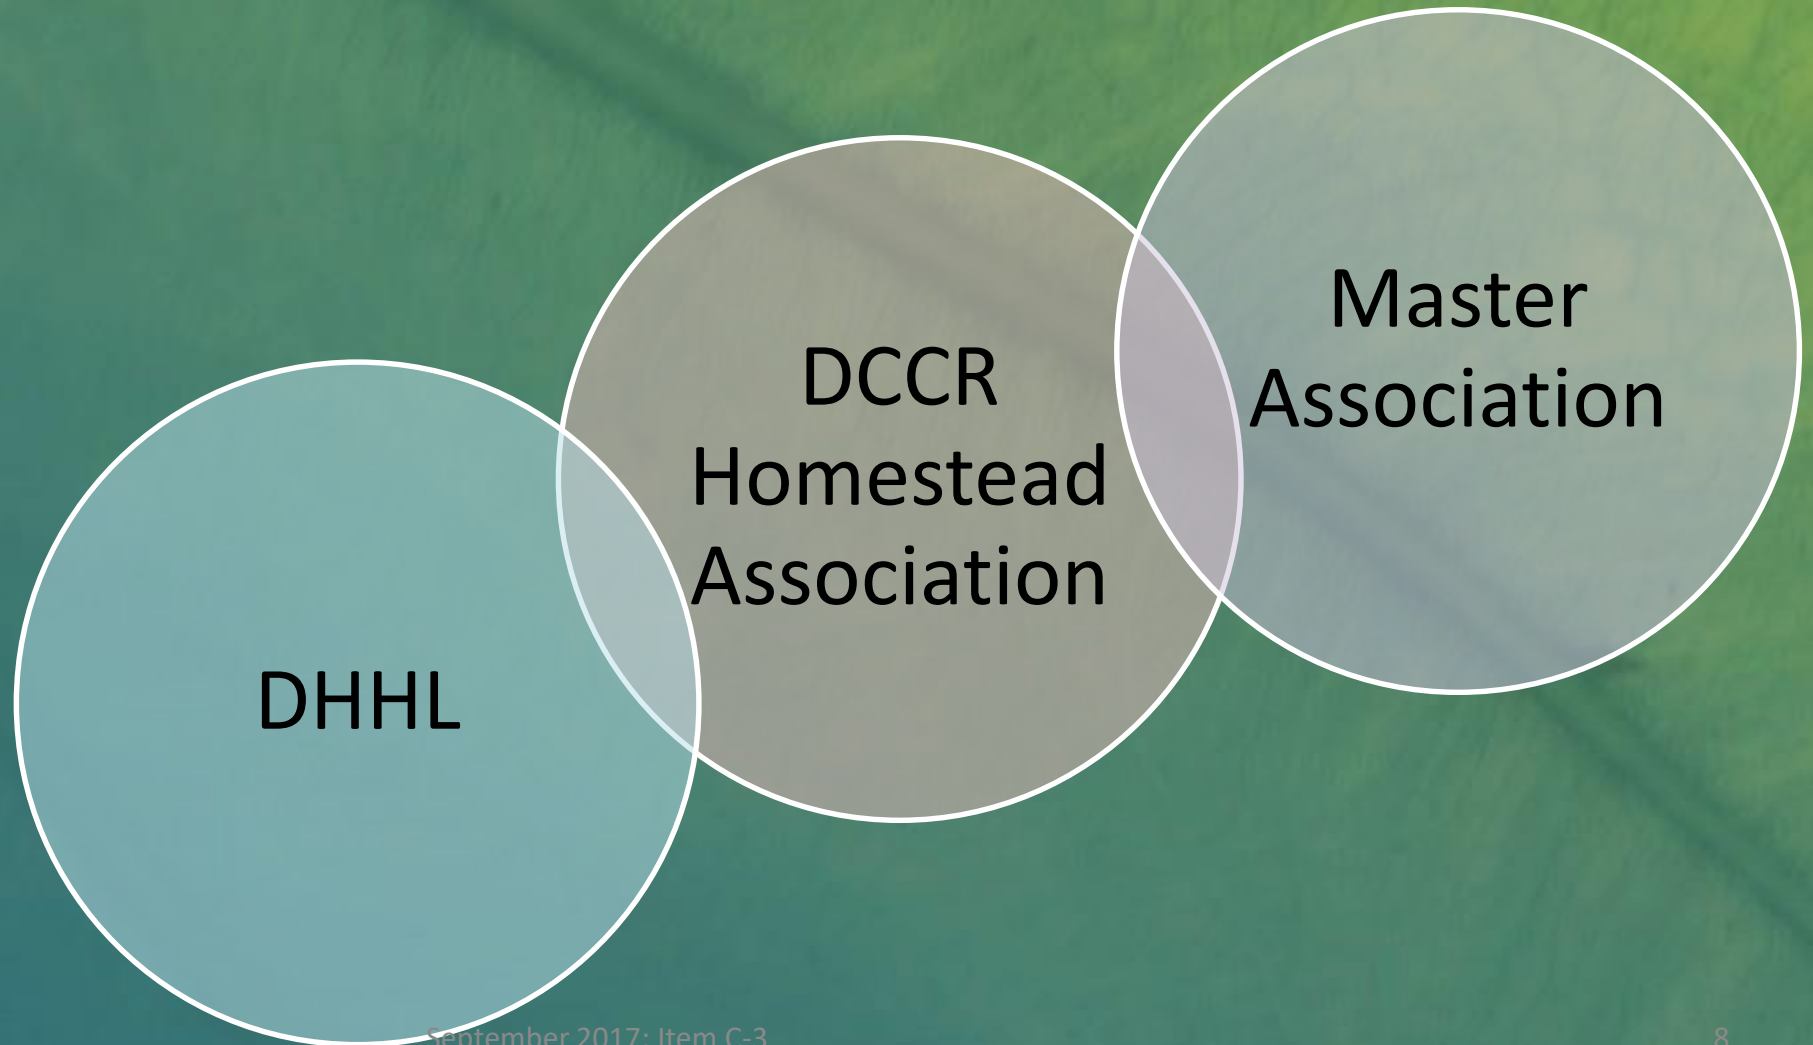 DHHL
DCCR
Homestead
Association
Master
Association
September 2017: Item C-3
8